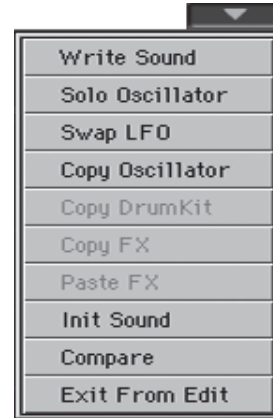 Write Sound
Solo Oscillator
Swap LFO
Copy Oscillator
Copy DrumKit
Copy FX
Paste FX
Init Sound
Compare
Exit From Edit